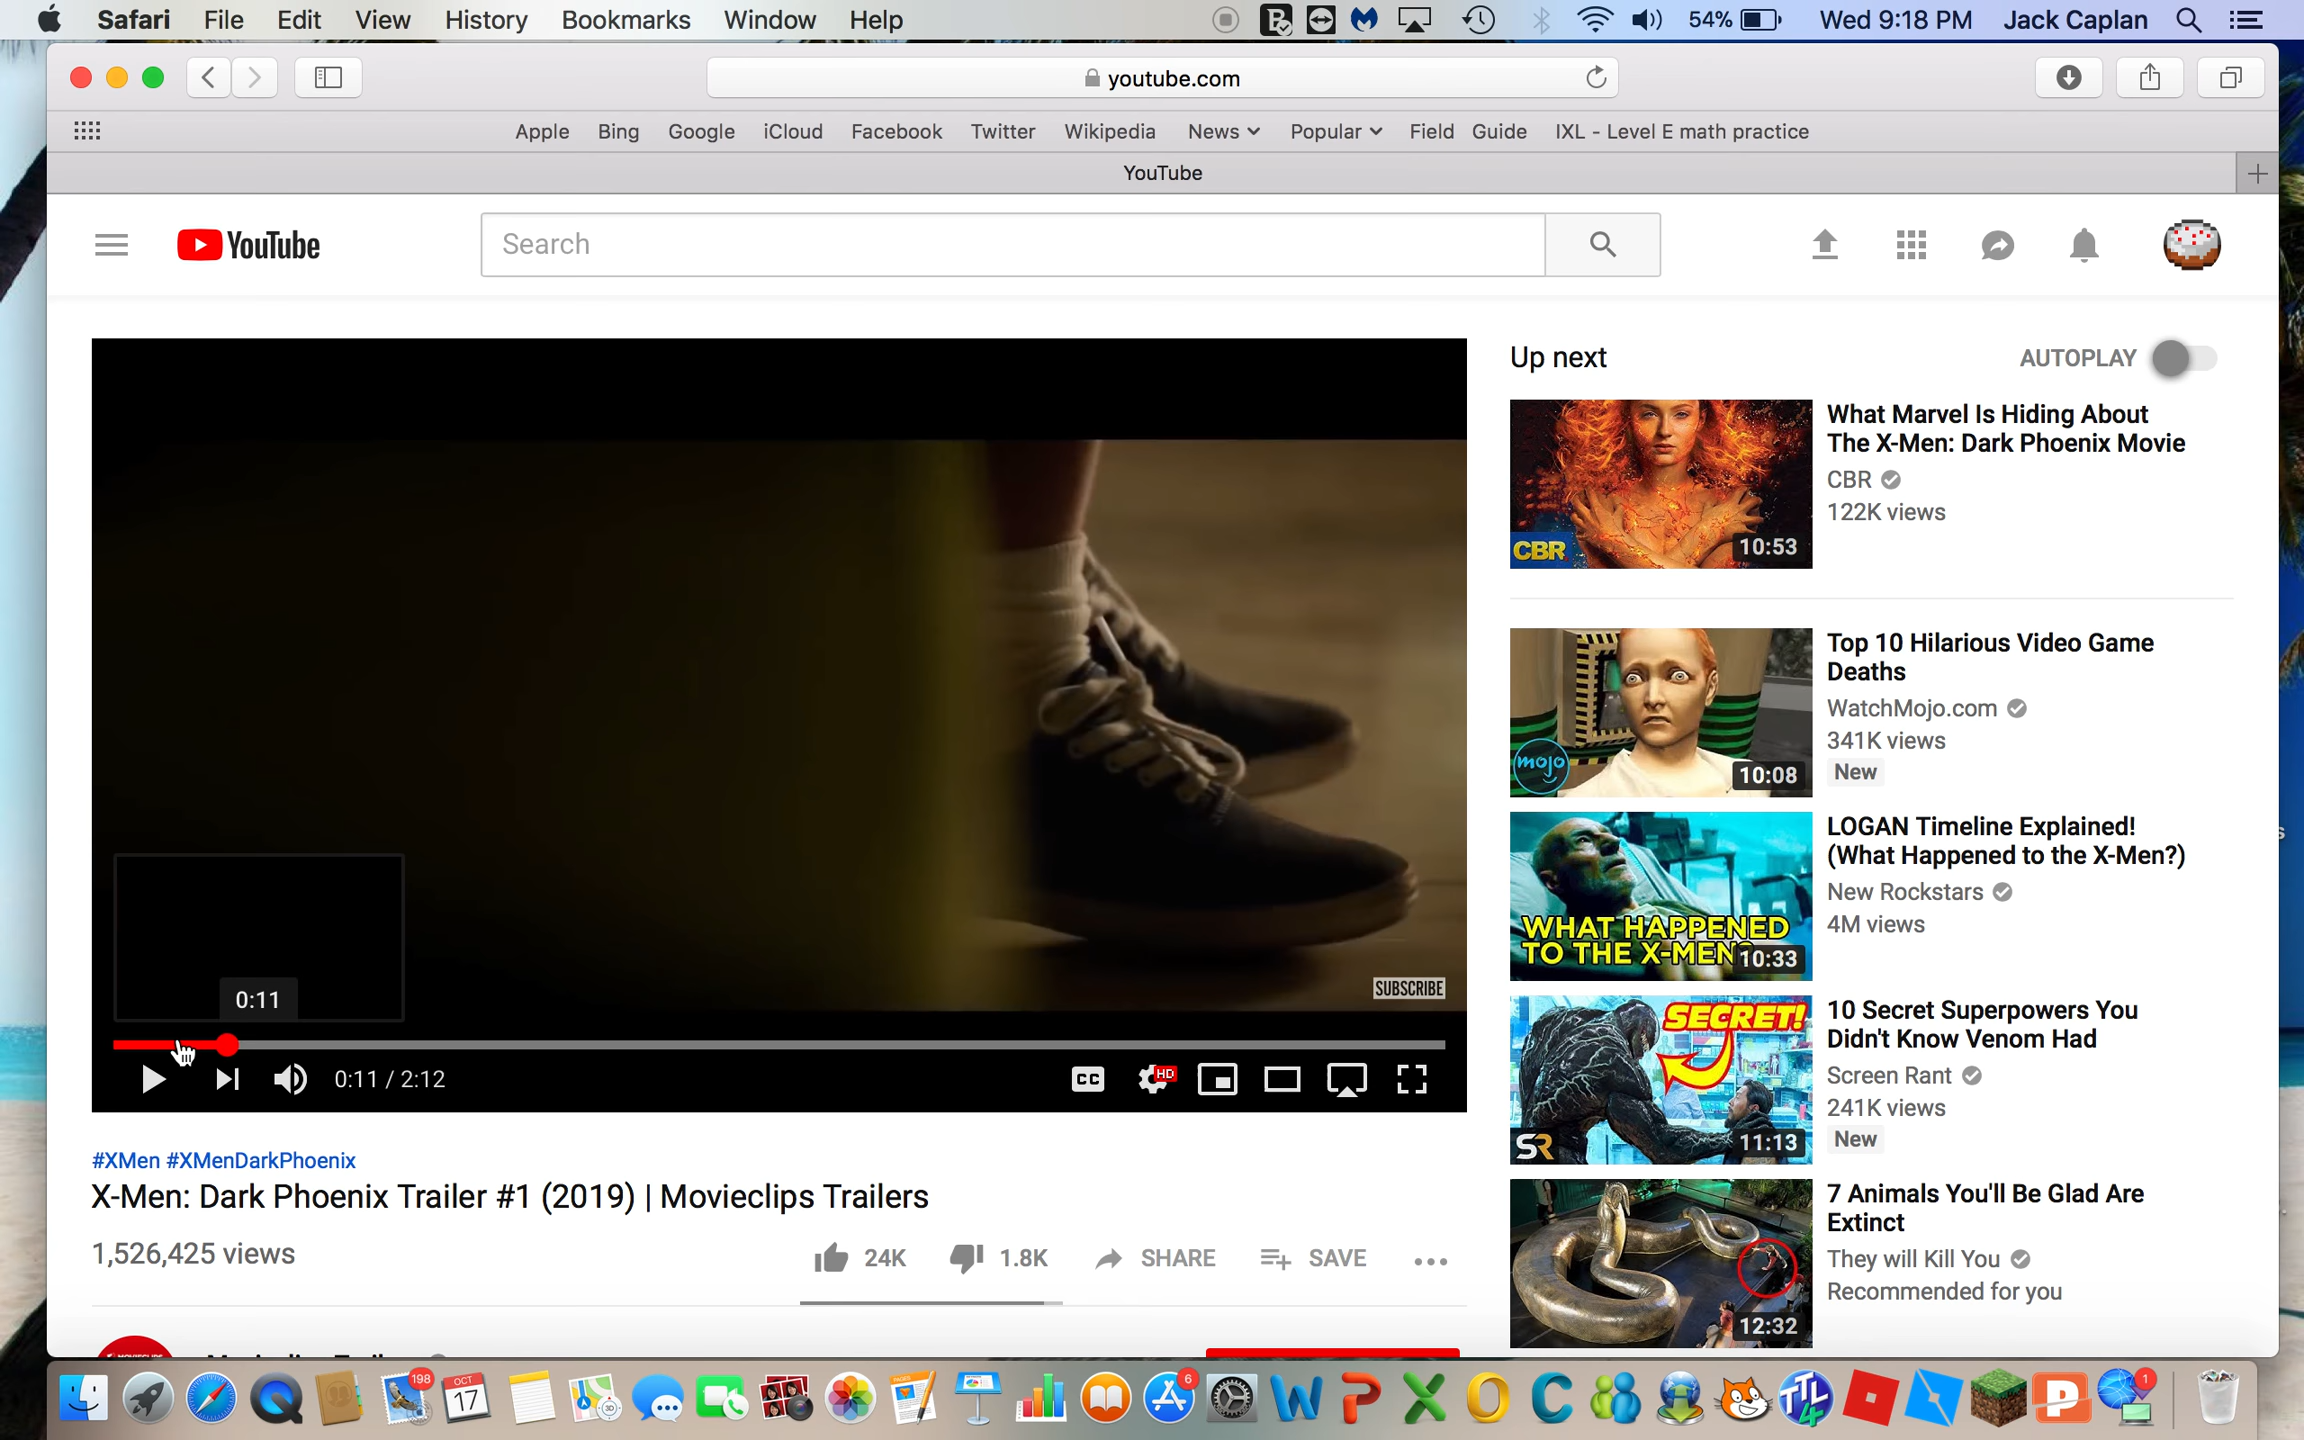 Safari File Edit View History Bookmarks Window Help 54% Wed 9:18 PM Jack Caplan
youtube.com
Apple Bing Google iCloud Facebook Twitter Wikipedia News Popular Field Guide IXL - Level E math practice
YouTube
YouTube Search
Up next AUTOPLAY
What Marvel Is Hiding About
The X-Men: Dark Phoenix Movie
CBR
122K views
CBR 10:53
Top 10 Hilarious Video Game
Deaths
WatchMojo.com
341K views
New
mojo 10:08
LOGAN Timeline Explained!
(What Happened to the X-Men?)
New Rockstars
4M views
WHAT HAPPENED
TO THE X-MEN?
10:33
10 Secret Superpowers You
Didn't Know Venom Had
Screen Rant
241K views
New
SECRET!
SR 11:13
7 Animals You'll Be Glad Are
Extinct
They will Kill You
Recommended for you
12:32
SUBSCRIBE
0:11
0:11 / 2:12
CC HD
#XMen #XMenDarkPhoenix
X-Men: Dark Phoenix Trailer #1 (2019) | Movieclips Trailers
1,526,425 views
24K 1.8K SHARE SAVE
198
OCT
17
3D
PAGES
6
TTL
4
1